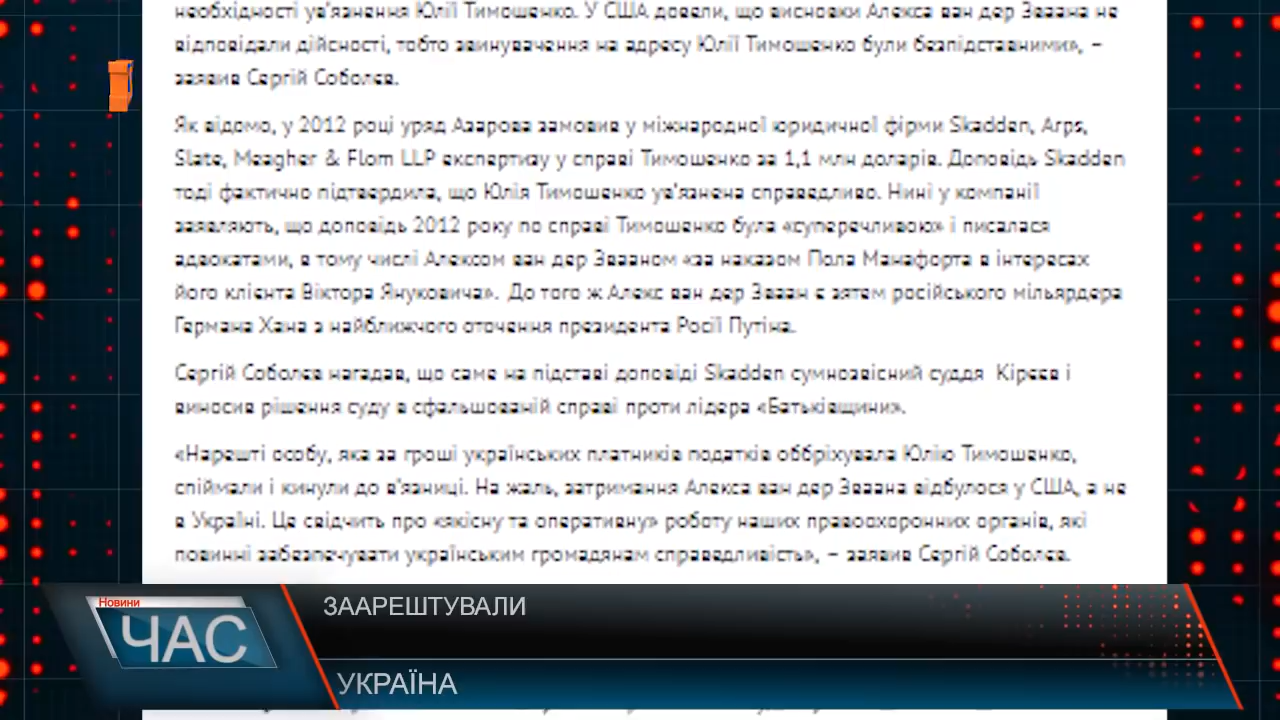 необхідності ув'язнення Юлії Тимошенко. У США довели, що висновки Алекса ван дер Зваана не
відповідали дійсності, тобто звинувачення на адресу Юлії Тимошенко були безпідставними», –
заявив Сергій Соболєв.
Як відомо, у 2012 році уряд Азарова замовив у міжнародної юридичної фірми Skadden, Arps,
Slate, Meagher & Flom LLP експертизу у справі Тимошенко за 1,1 млн доларів. Доповідь Skadden
тоді фактично підтвердила, що Юлія Тимошенко ув'язнена справедливо. Нині у компанії
заявляють, що доповідь 2012 року по справі Тимошенко була «суперечливою» і писалася
адвокатами, в тому числі Алексом ван дер Звааном «за наказом Пола Манафорта в інтересах
його клієнта Віктора Януковича». До того ж Алекс ван дер Зваан є зятем російського мільярдера
Германа Хана з найближчого оточення президента Росії Путіна.
Сергій Соболєв нагадав, що саме на підставі доповіді Skadden сумнозвісний суддя Кірєєв і
виносив рішення суду в сфальшованій справі проти лідера «Батьківщини».
«Нарешті особу, яка за гроші українських платників податків оббріхувала Юлію Тимошенко,
спіймали і кинули до в'язниці. На жаль, затримання Алекса ван дер Зваана відбулося у США, а не
в Україні. Це свідчить про «якісну та оперативну» роботу наших правоохоронних органів, які
повинні забезпечувати українським громадянам справедливість», – заявив Сергій Соболєв.
Новини
ЧАС
ЗААРЕШТУВАЛИ
УКРАЇНА